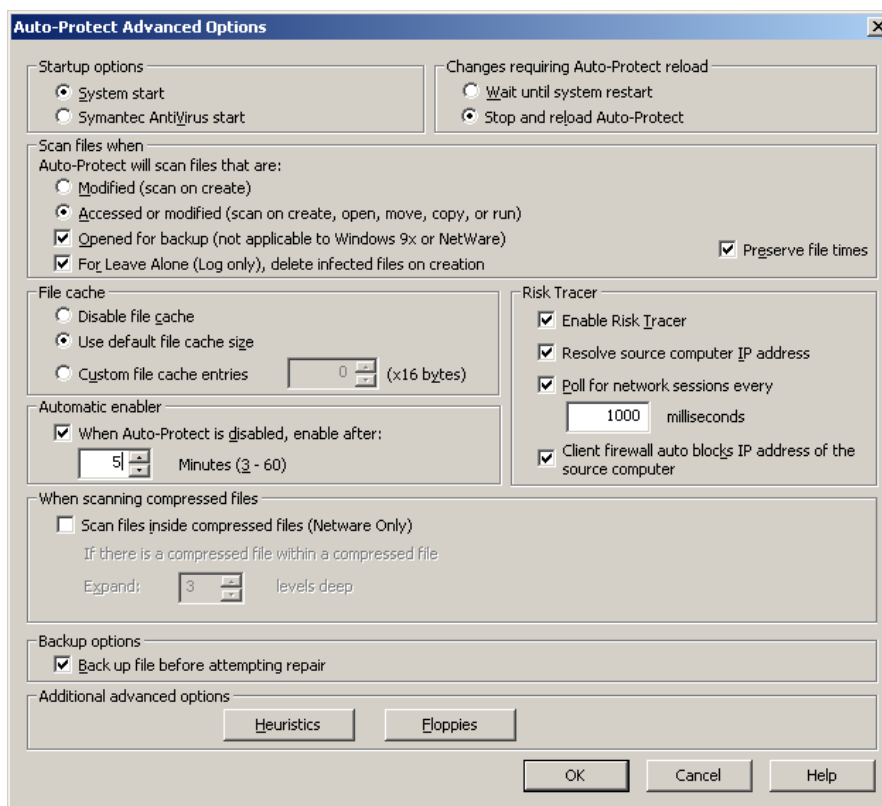 Auto-Protect Advanced Options
Startup options
System start
Symantec AntiVirus start
Changes requiring Auto-Protect reload
Wait until system restart
Stop and reload Auto-Protect
Scan files when
Auto-Protect will scan files that are:
Modified (scan on create)
Accessed or modified (scan on create, open, move, copy, or run)
Opened for backup (not applicable to Windows 9x or NetWare)
For Leave Alone (Log only), delete infected files on creation
Preserve file times
File cache
Disable file cache
Use default file cache size
Custom file cache entries 0 (x16 bytes)
Risk Tracer
Enable Risk Tracer
Resolve source computer IP address
Poll for network sessions every
1000 milliseconds
Client firewall auto blocks IP address of the
source computer
Automatic enabler
When Auto-Protect is disabled, enable after:
5 Minutes (3 - 60)
When scanning compressed files
Scan files inside compressed files (Netware Only)
If there is a compressed file within a compressed file
Expand: 3 levels deep
Backup options
Back up file before attempting repair
Additional advanced options
Heuristics Floppies
OK Cancel Help